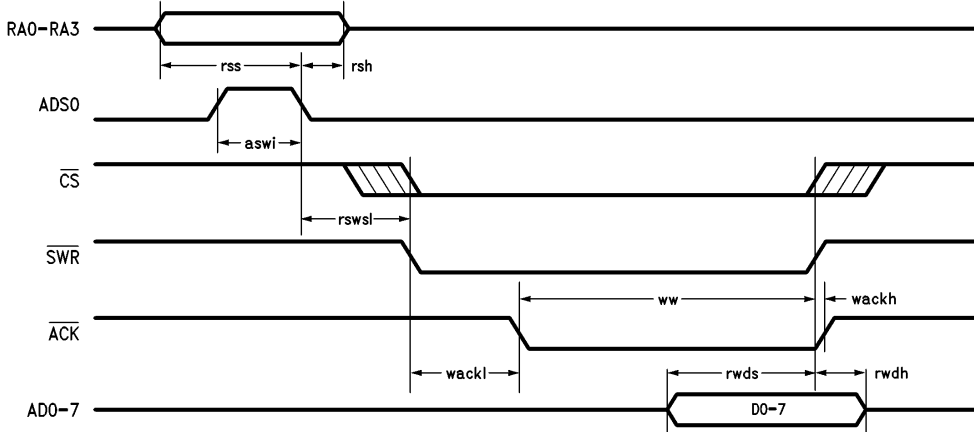 RA0-RA3
rss
rsh
ADS0
aswi
CS
rswsl
SWR
ww
wackh
ACK
wackl
rwds
rwdh
AD0-7
D0-7